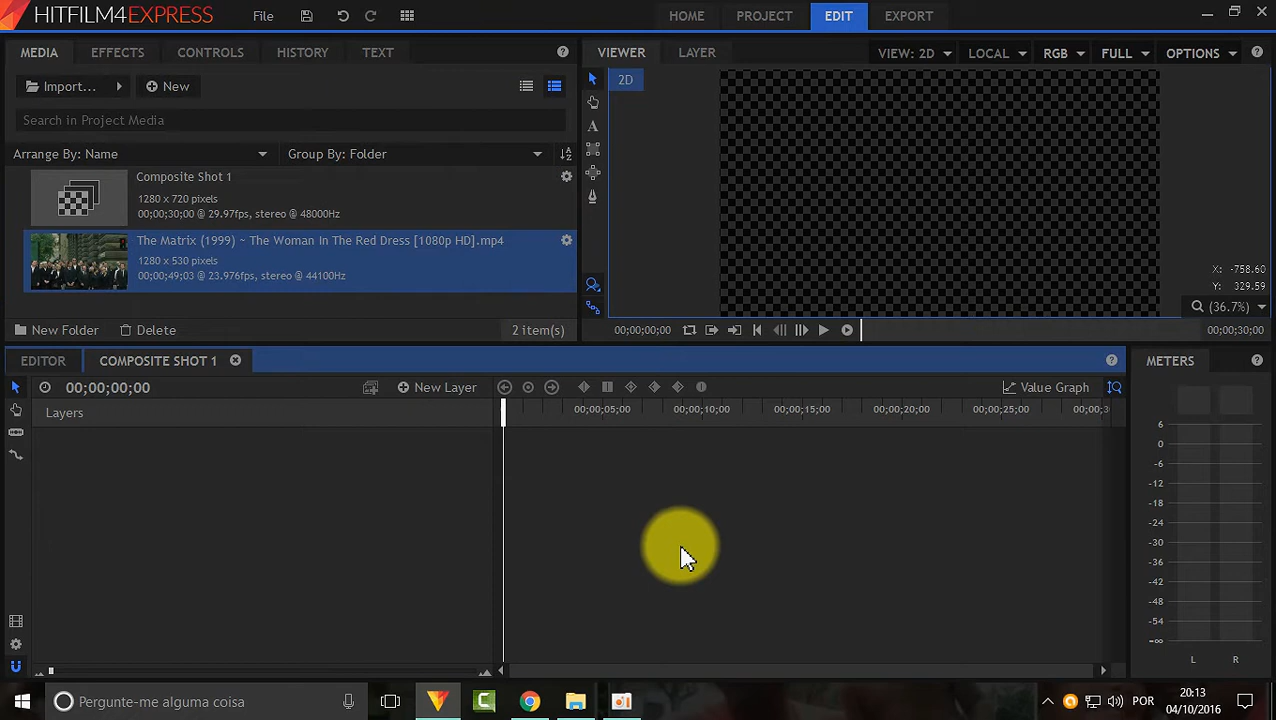 HITFILM4EXPRESS
File
HOME
PROJECT
EDIT
EXPORT
MEDIA
EFFECTS
CONTROLS
HISTORY
TEXT
VIEWER
LAYER
VIEW: 2D
LOCAL
RGB
FULL
OPTIONS
Import...
New
2D
Search in Project Media
Arrange By: Name
Group By: Folder
Composite Shot 1
1280 x 720 pixels
00;00;30;00 @ 29.97fps, stereo @ 48000Hz
The Matrix (1999) ~ The Woman In The Red Dress [1080p HD].mp4
1280 x 530 pixels
00;00;49;03 @ 23.976fps, stereo @ 44100Hz
X: -758.60
Y: 329.59
(36.7%)
New Folder
Delete
2 item(s)
00;00;00;00
00;00;30;00
EDITOR
COMPOSITE SHOT 1
METERS
00;00;00;00
New Layer
Value Graph
Layers
00;00;05;00
00;00;10;00
00;00;15;00
00;00;20;00
00;00;25;00
00;00;3
6
0
-6
-12
-18
-24
-30
-36
-42
-48
-54
-∞
L
R
Pergunte-me alguma coisa
POR
20:13
04/10/2016